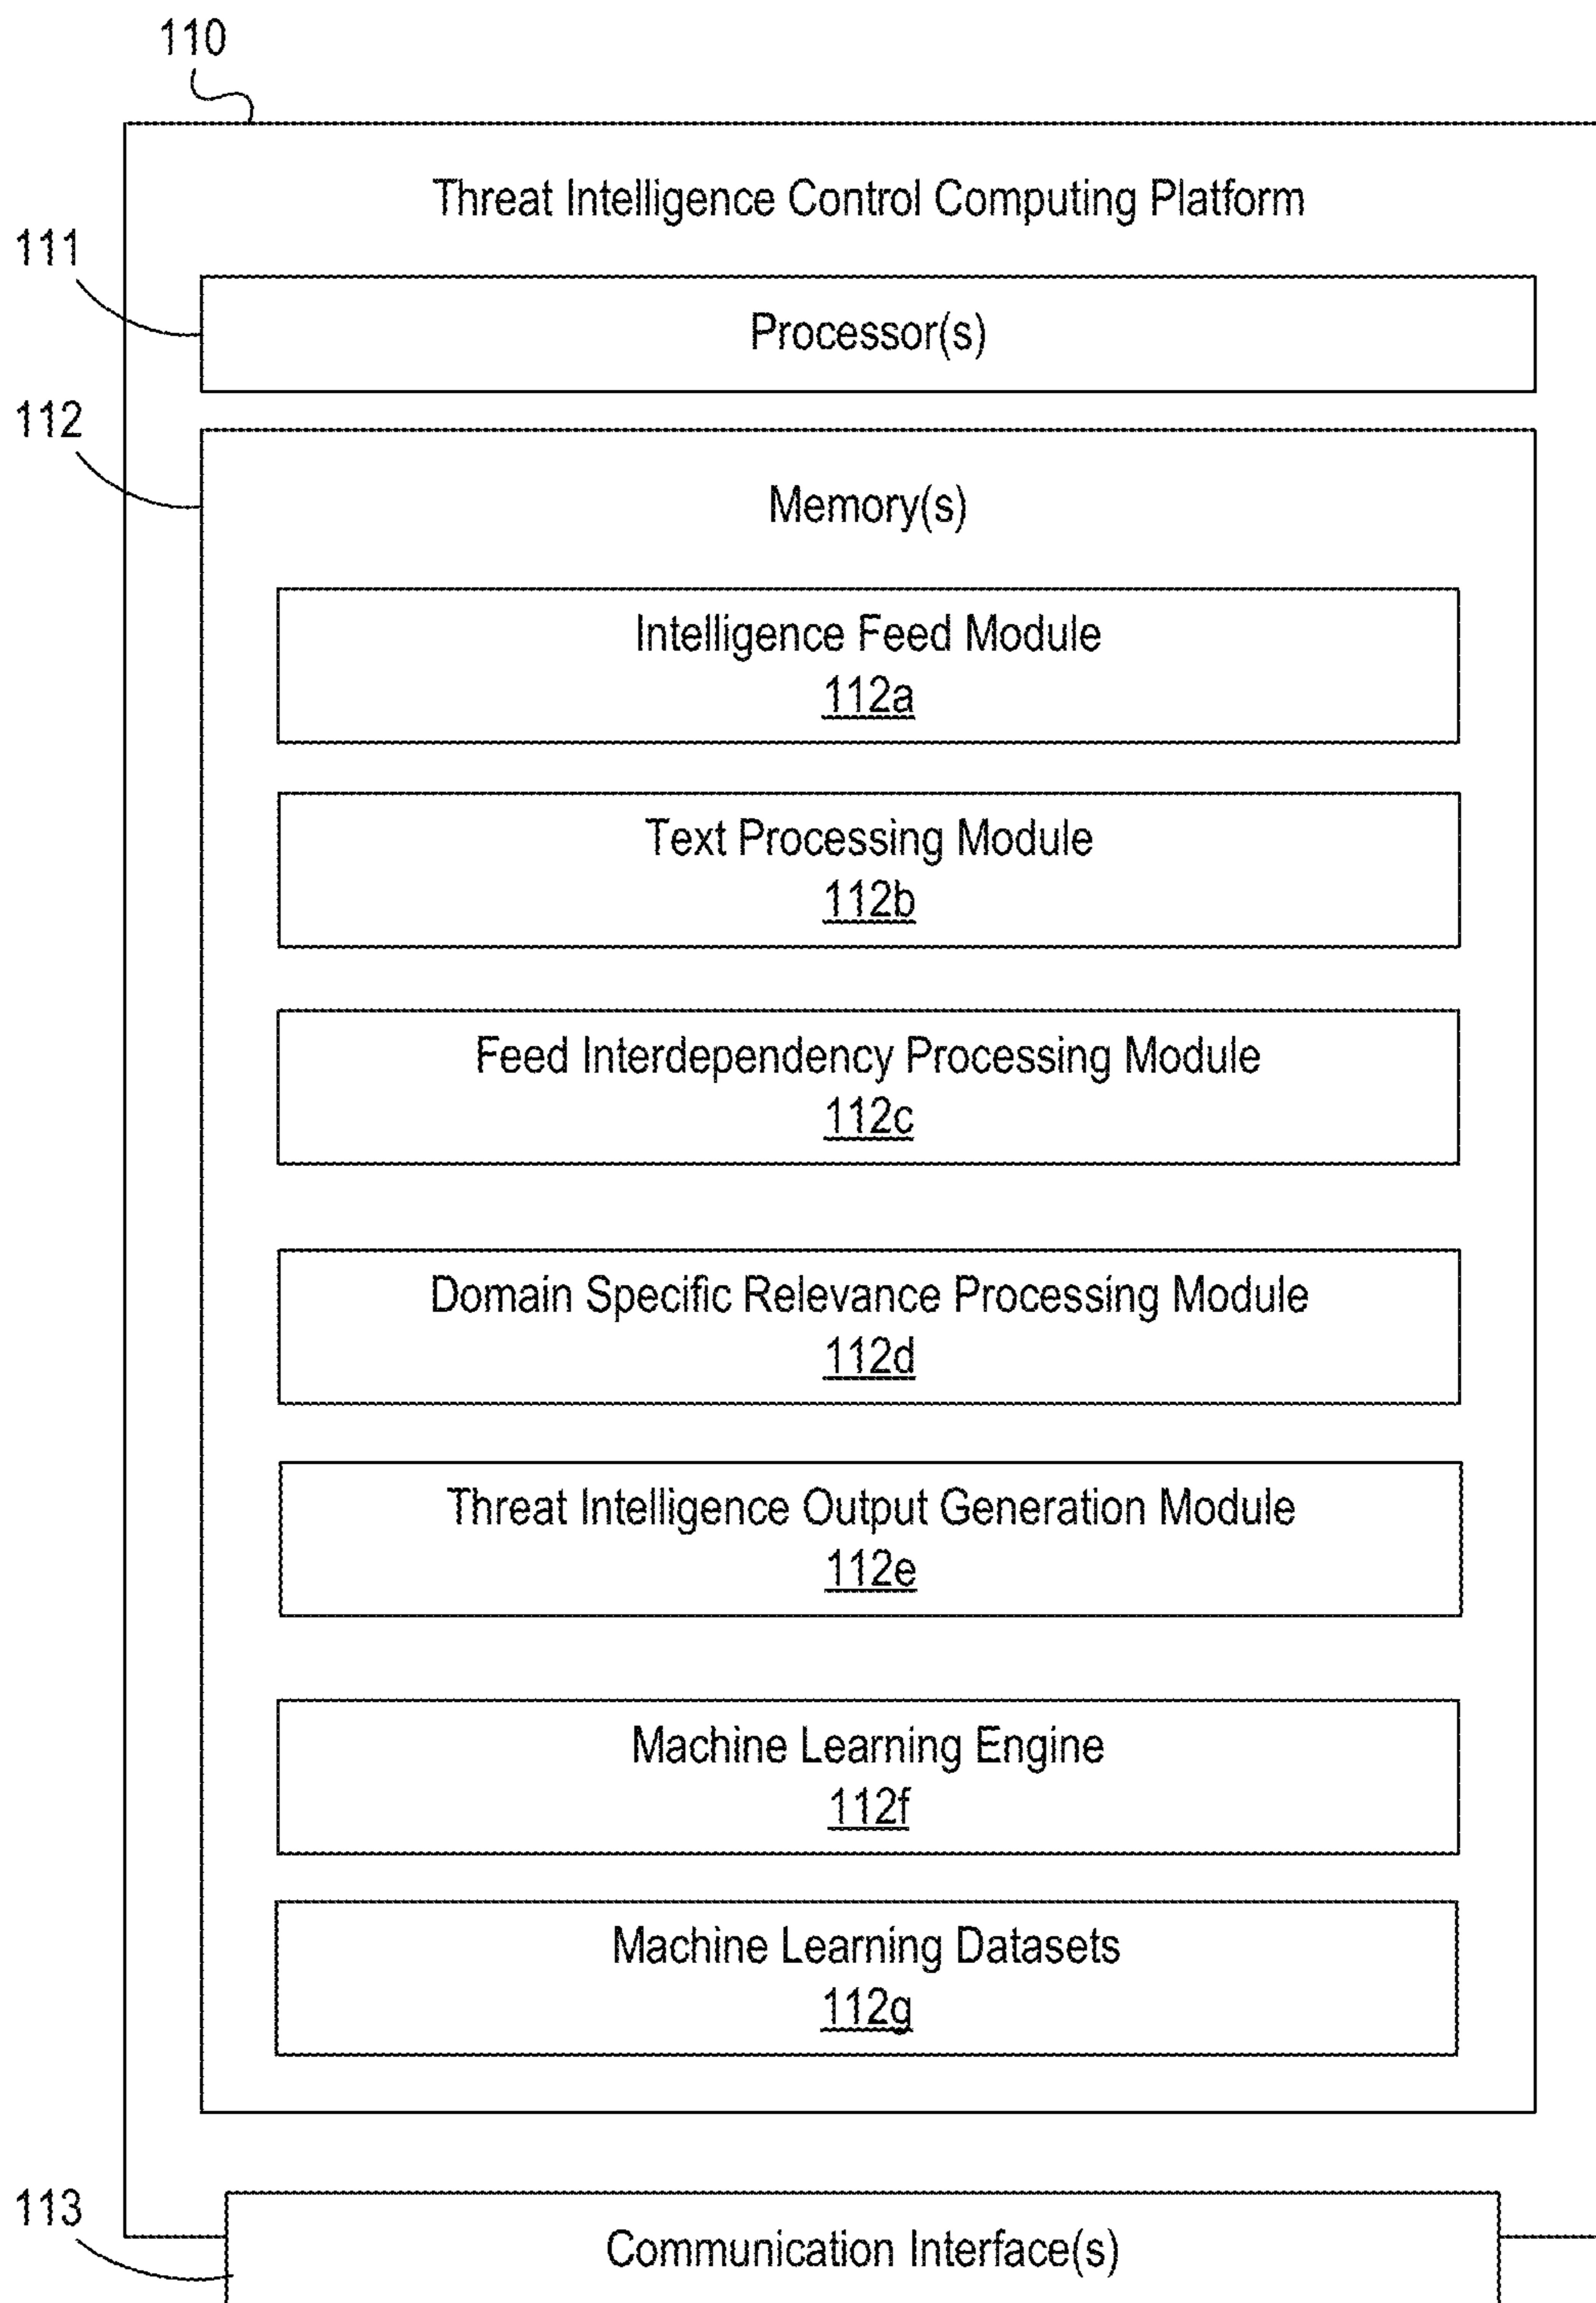 110
Threat Intelligence Control Computing Platform
111
Processor(s)
112
Memory(s)
Intelligence Feed Module
112a
Text Processing Module
112b
Feed Interdependency Processing Module
112c
Domain Specific Relevance Processing Module
112d
Threat Intelligence Output Generation Module
112e
Machine Learning Engine
112f
Machine Learning Datasets
112g
113
Communication Interface(s)